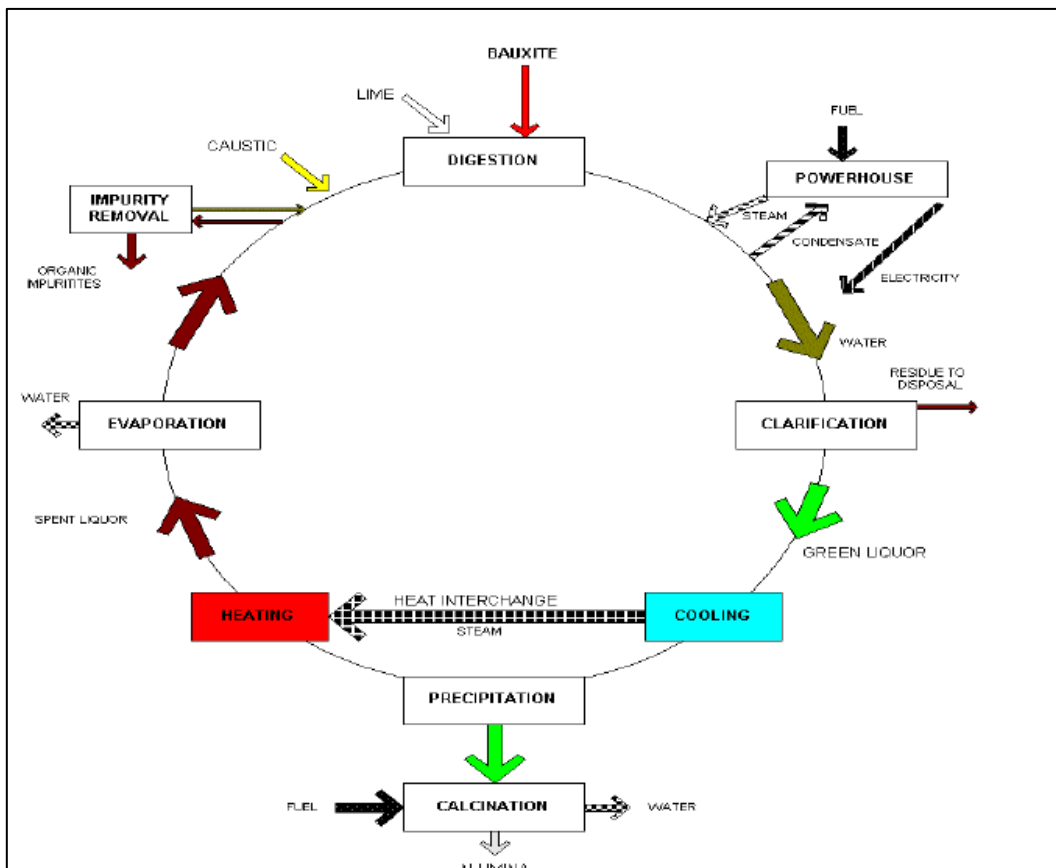 BAUXITE
LIME
FUEL
CAUSTIC
DIGESTION
POWERHOUSE
IMPURITY
REMOVAL
STEAM
CONDENSATE
ORGANIC
IMPURITITES
ELECTRICITY
WATER
RESIDUE TO
DISPOSAL
WATER
EVAPORATION
CLARIFICATION
SPENT LIQUOR
GREEN LIQUOR
HEAT INTERCHANGE
HEATING
COOLING
STEAM
PRECIPITATION
FUEL
CALCINATION
WATER
ALUMINA